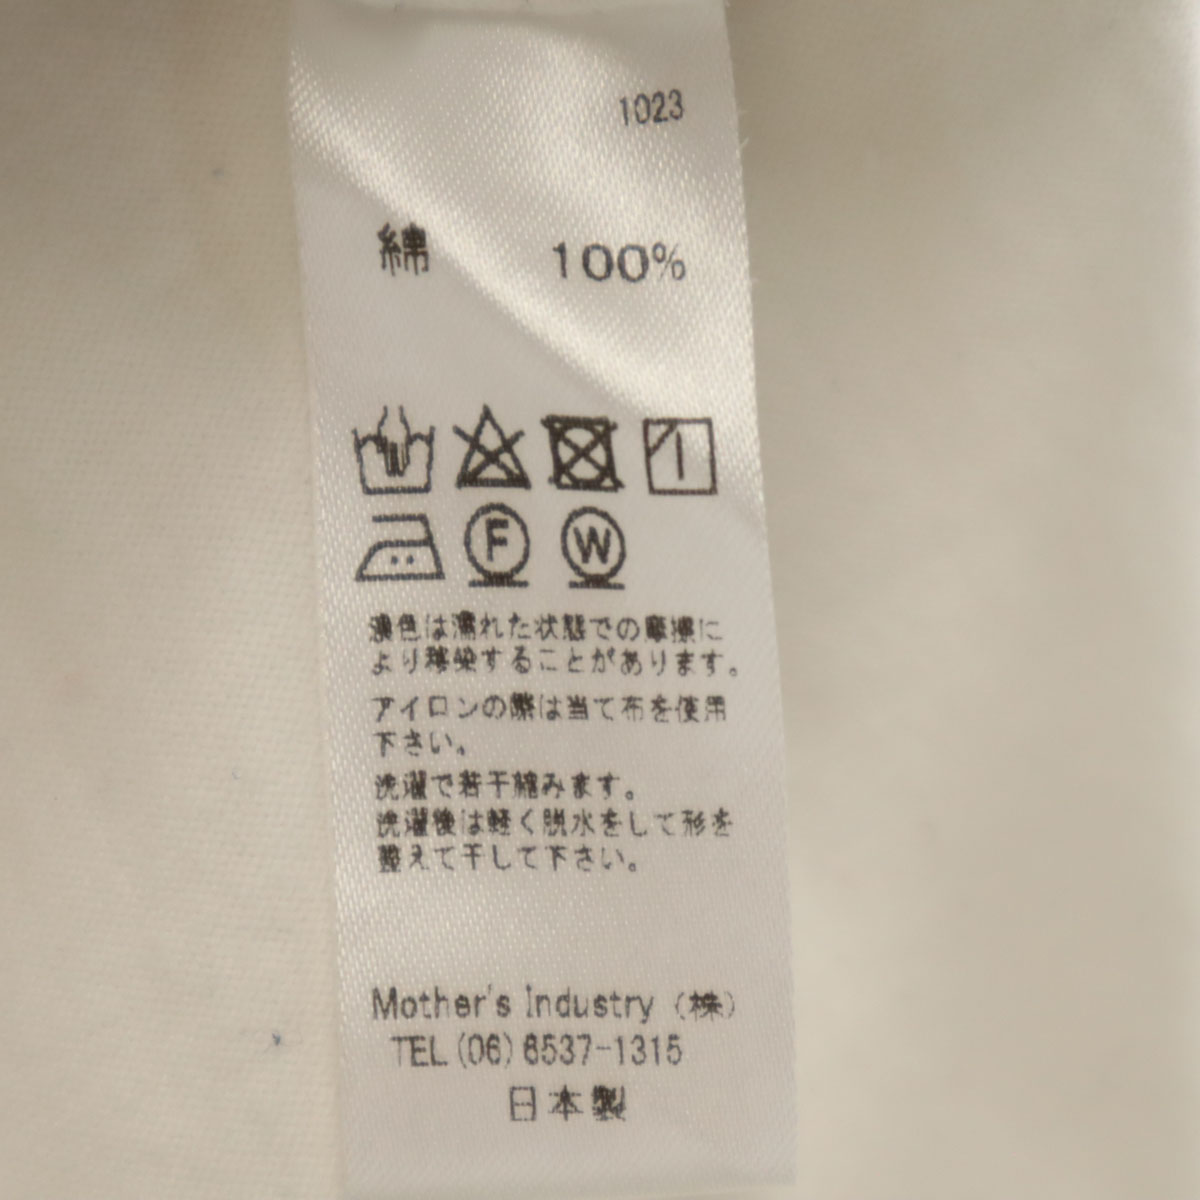 1023
綿 100%
F W
濃色は濡れた状態での摩擦に
より移染することがあります。
アイロンの際は当て布を使用
下さい。
洗濯で若干縮みます。
洗濯後は軽く脱水をして形を
整えて干して下さい。
Mother's Industry (株)
TEL (06) 6537-1315
日本製